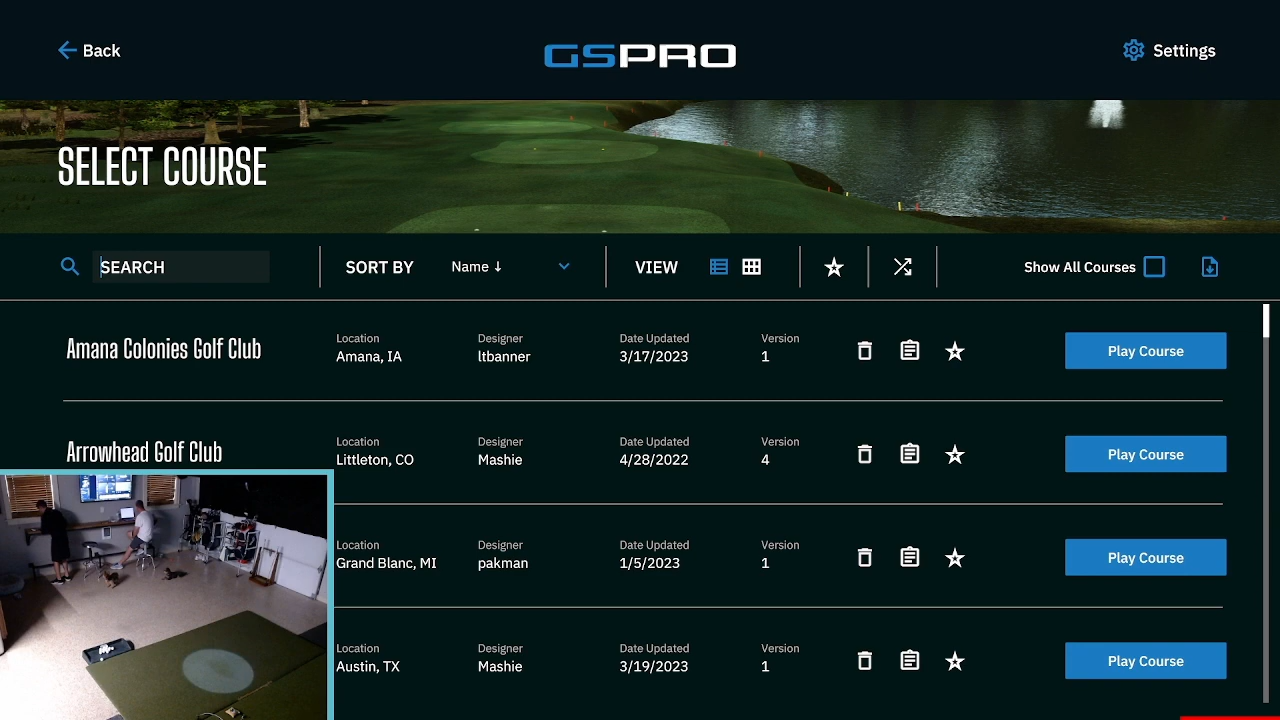 Back
GSPRO
Settings
SELECT COURSE
SEARCH
SORT BY
Name ↓
VIEW
Show All Courses
Amana Colonies Golf Club
Location
Amana, IA
Designer
ltbanner
Date Updated
3/17/2023
Version
1
Play Course
Arrowhead Golf Club
Location
Littleton, CO
Designer
Mashie
Date Updated
4/28/2022
Version
4
Play Course
Location
Grand Blanc, MI
Designer
pakman
Date Updated
1/5/2023
Version
1
Play Course
Location
Austin, TX
Designer
Mashie
Date Updated
3/19/2023
Version
1
Play Course